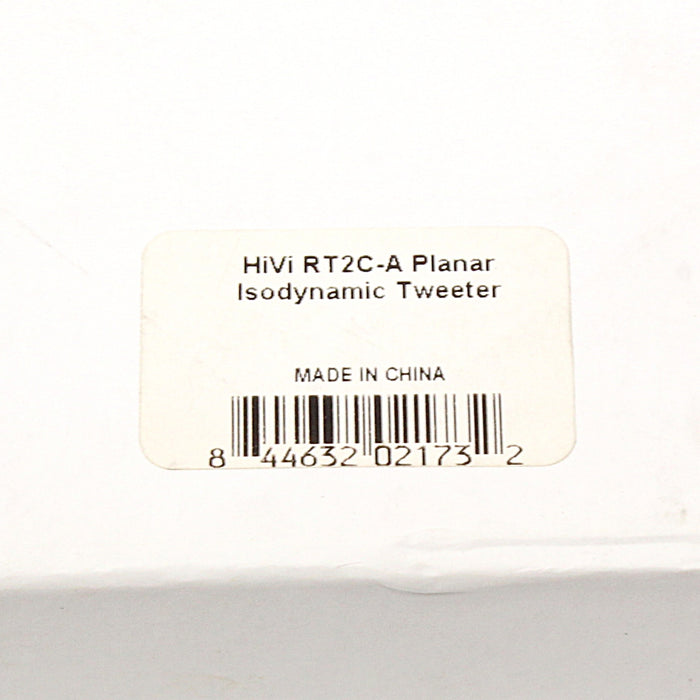 HiVi RT2C-A Planar
Isodynamic Tweeter
MADE IN CHINA
8 44632 02173 2